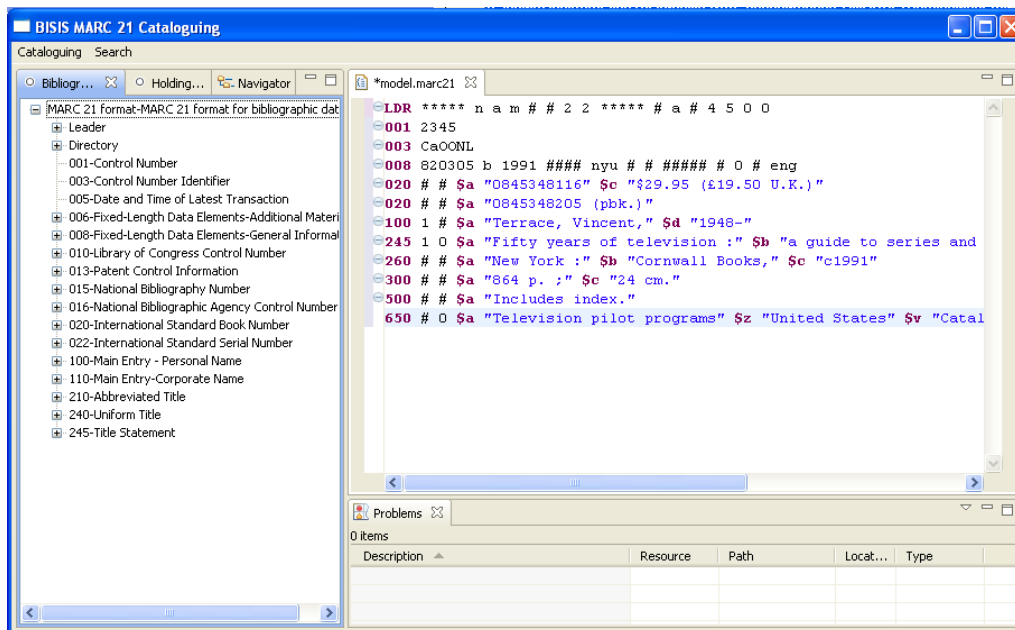 BISIS MARC 21 Cataloguing
Cataloguing Search
Bibliogr... Holding... Navigator
MARC 21 format-MARC 21 format for bibliographic dat
Leader
Directory
001-Control Number
003-Control Number Identifier
005-Date and Time of Latest Transaction
006-Fixed-Length Data Elements-Additional Materi
008-Fixed-Length Data Elements-General Informal
010-Library of Congress Control Number
013-Patent Control Information
015-National Bibliography Number
016-National Bibliographic Agency Control Number
020-International Standard Book Number
022-International Standard Serial Number
100-Main Entry - Personal Name
110-Main Entry-Corporate Name
210-Abbreviated Title
240-Uniform Title
245-Title Statement
*model.marc21
LDR ***** n a m # # 2 2 ***** # a # 4 5 0 0
001 2345
003 CaOONL
008 820305 b 1991 #### nyu # # ##### # 0 # eng
020 # # $a "0845348116" $c "$29.95 (£19.50 U.K.)"
020 # # $a "0845348205 (pbk.)"
100 1 # $a "Terrace, Vincent," $d "1948-"
245 1 0 $a "Fifty years of television :" $b "a guide to series and
260 # # $a "New York :" $b "Cornwall Books," $c "c1991"
300 # # $a "864 p. ;" $c "24 cm."
500 # # $a "Includes index."
650 # 0 $a "Television pilot programs" $z "United States" $v "Catal
Problems
0 items
Description Resource Path Locat... Type